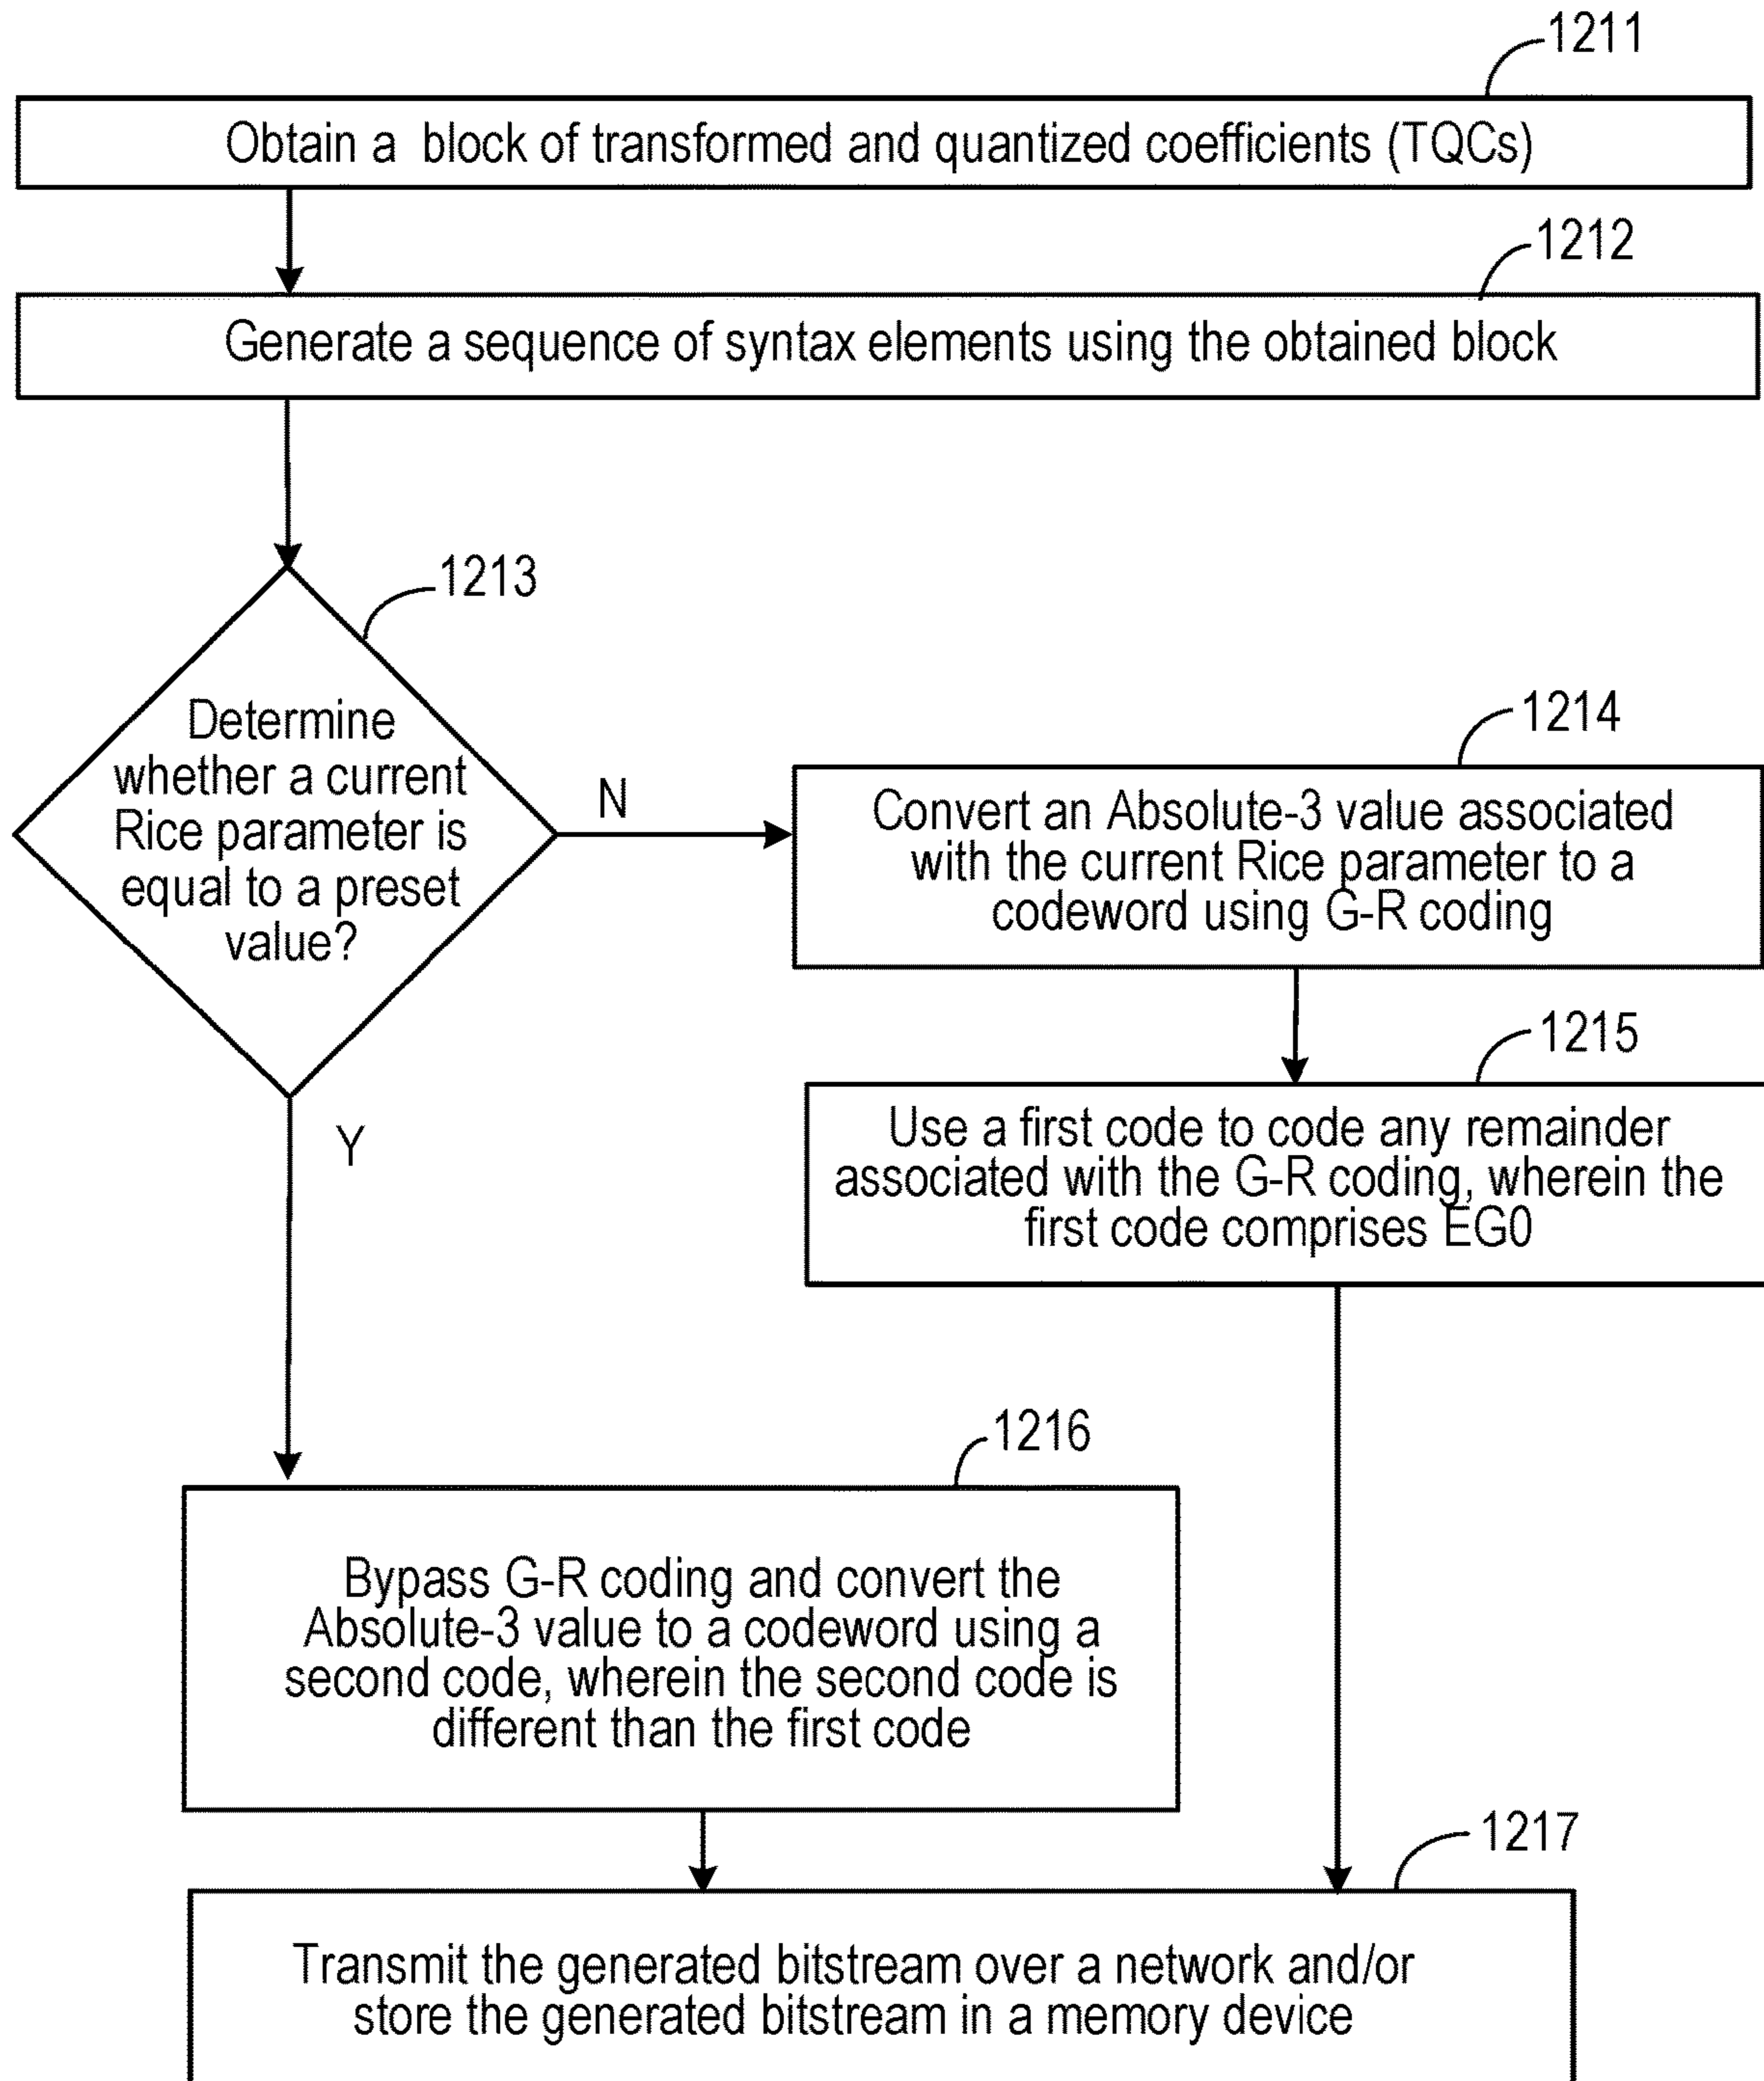 1211
Obtain a block of transformed and quantized coefficients (TQCs)
1212
Generate a sequence of syntax elements using the obtained block
1213
Determine
whether a current
Rice parameter is
equal to a preset
value?
N
1214
Convert an Absolute-3 value associated
with the current Rice parameter to a
codeword using G-R coding
1215
Use a first code to code any remainder
associated with the G-R coding, wherein the
first code comprises EG0
Y
1216
Bypass G-R coding and convert the
Absolute-3 value to a codeword using a
second code, wherein the second code is
different than the first code
1217
Transmit the generated bitstream over a network and/or
store the generated bitstream in a memory device